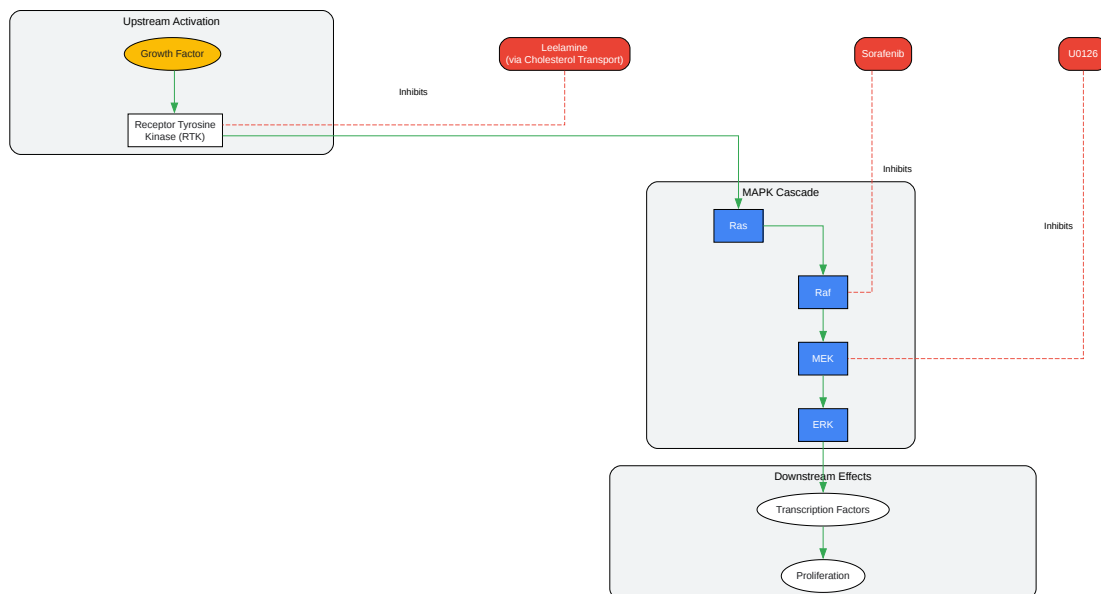 Upstream Activation
Growth Factor
Leelamine
(via Cholesterol Transport)
Sorafenib
U0126
Inhibits
Receptor Tyrosine
Kinase (RTK)
Inhibits
MAPK Cascade
Ras
Inhibits
Raf
MEK
ERK
Downstream Effects
Transcription Factors
Proliferation